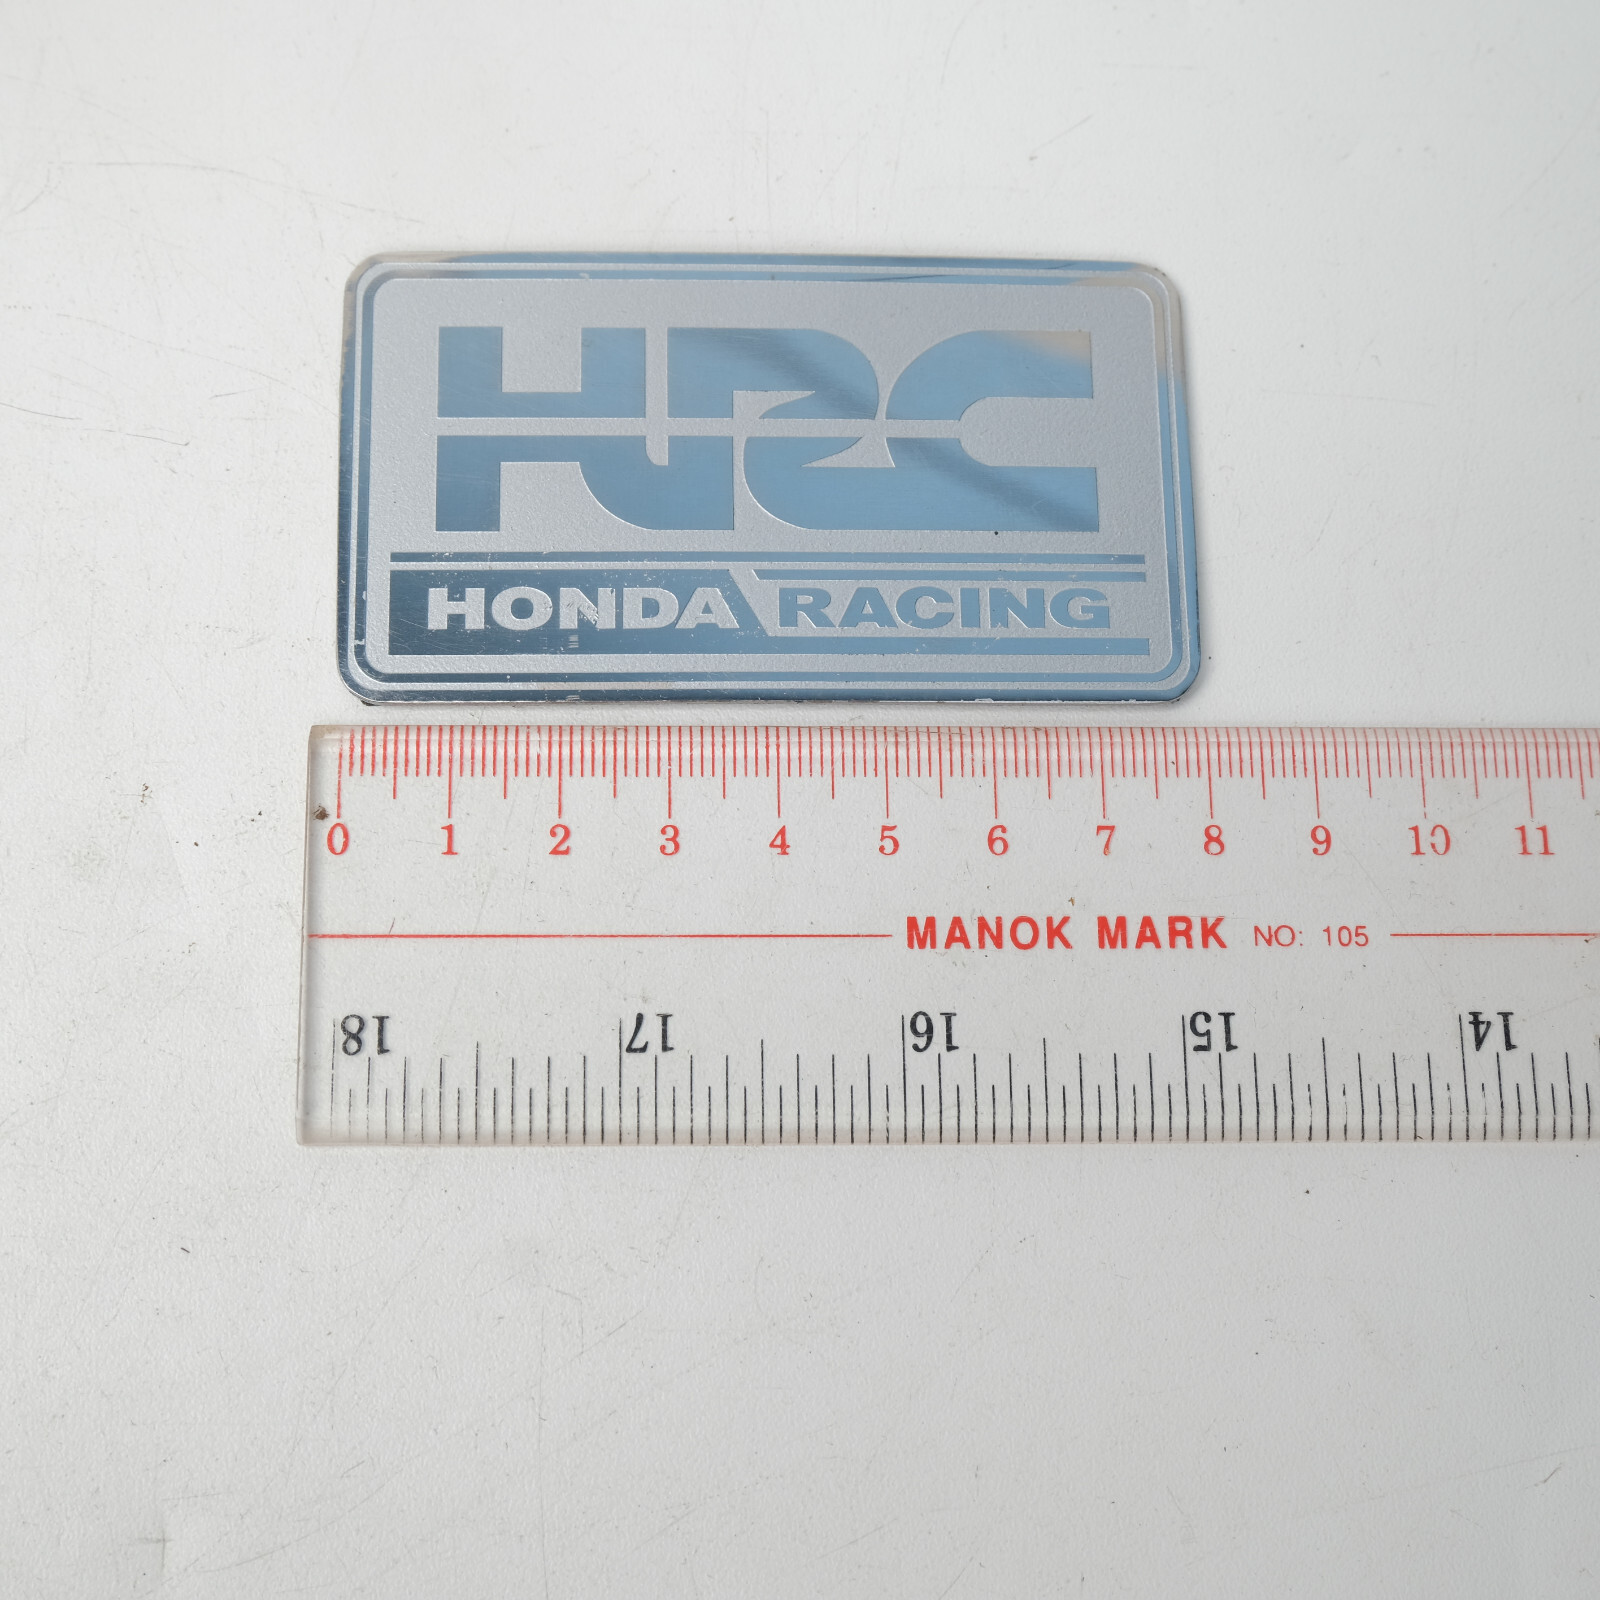 HRC
HONDA RACING
0 1 2 3 4 5 6 7 8 9 10 11
MANOK MARK NO: 105
18 17 16 15 14